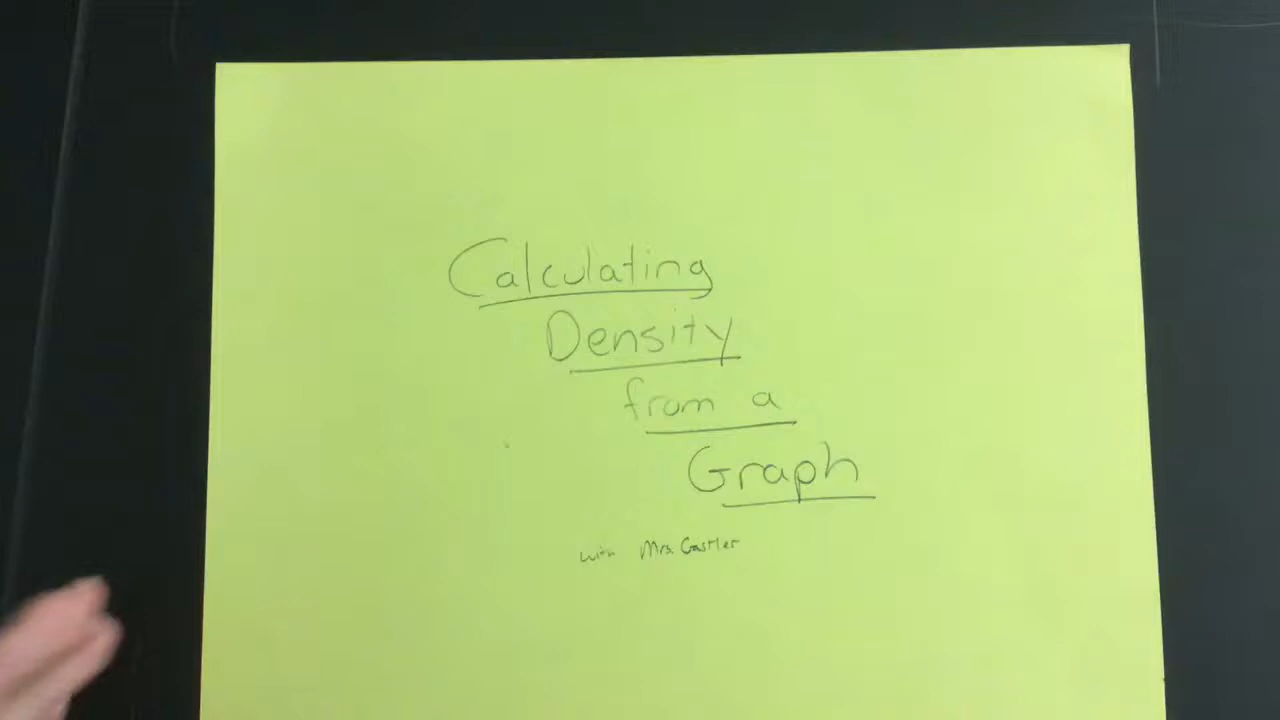 Calculating
Density
from a
Graph
with Mrs. Gastler